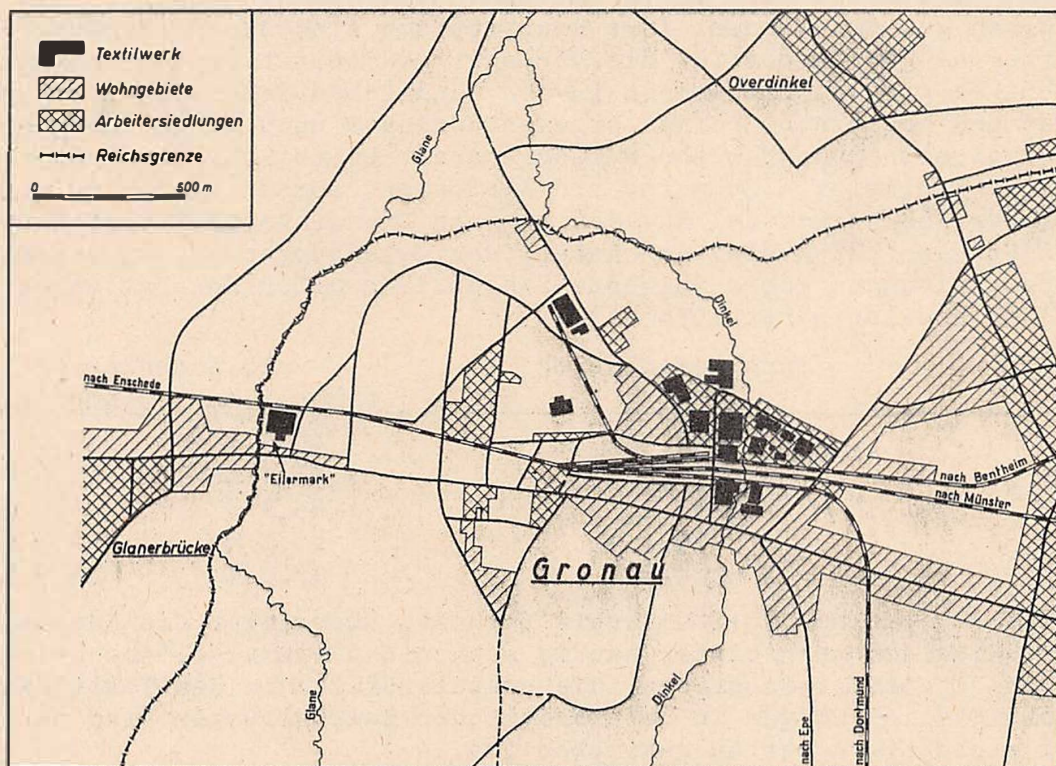 Textilwerk
Wohngebiete
Arbeitersiedlungen
Reichsgrenze
0 500 m
Overdinkel
Glane
Dinkel
nach Enschede
"Eilermark"
nach Bentheim
nach Münster
Glanerbrücke
Gronau
Glane
Dinkel
nach Epe
nach Dortmund